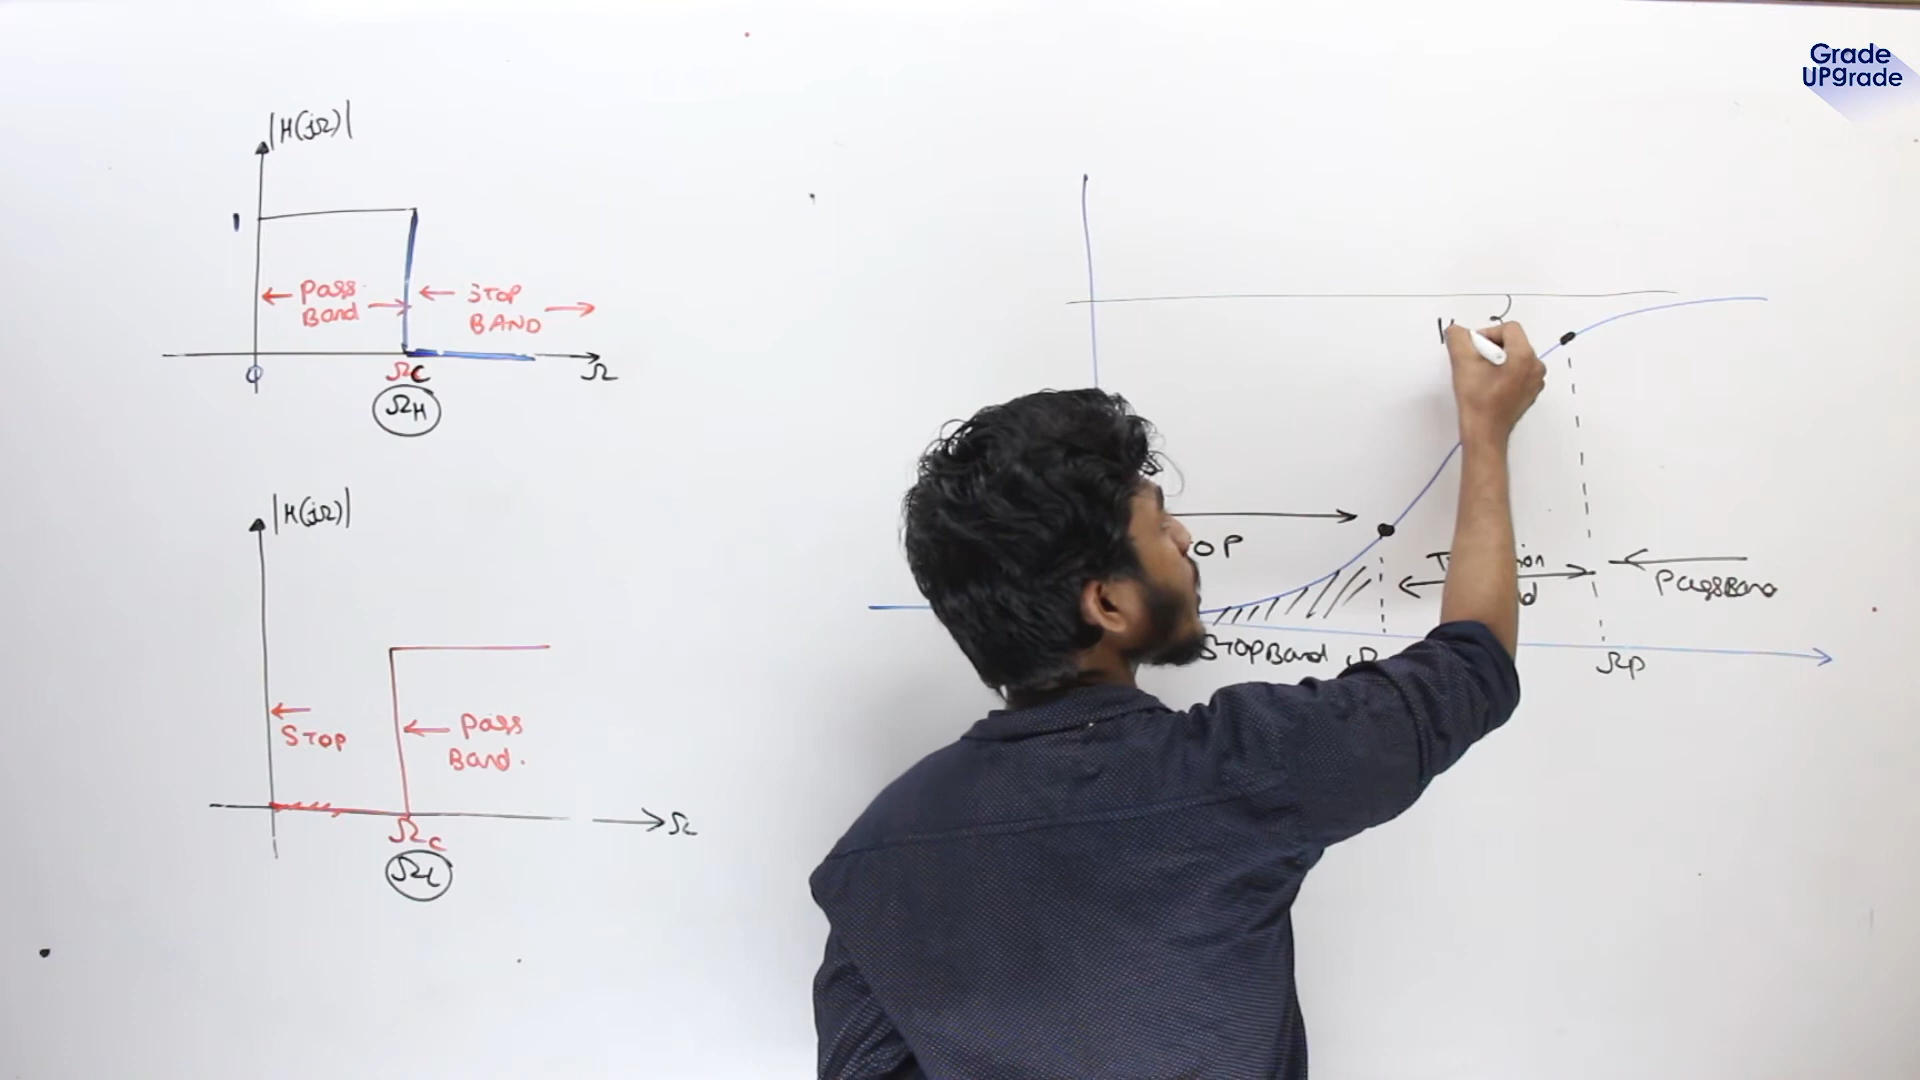 Grade
UPgrade
|H(jΩ)|
1
Pass
Band
STOP
BAND
0
Ωc
Ω
ΩH
|H(jΩ)|
STOP
Pass
Band.
Ωc
Ω
ΩL
OP
PassBand
STOPBand
Ωp